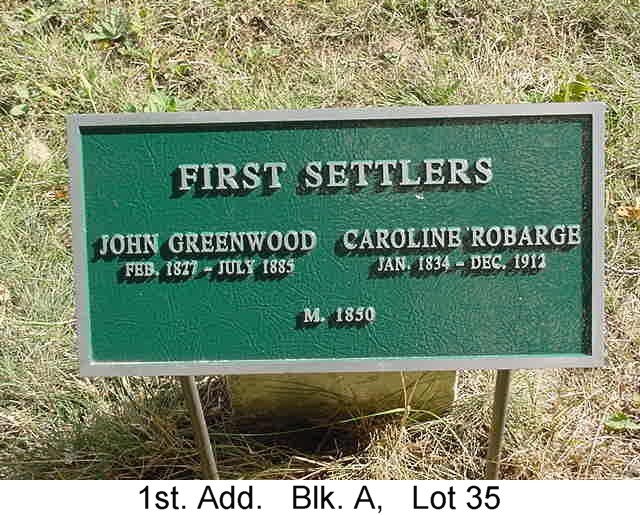 FIRST SETTLERS
JOHN GREENWOOD CAROLINE ROBARGE
FEB. 1827 – JULY 1885 JAN. 1834 – DEC. 1912
M. 1850
1st. Add. Blk. A, Lot 35